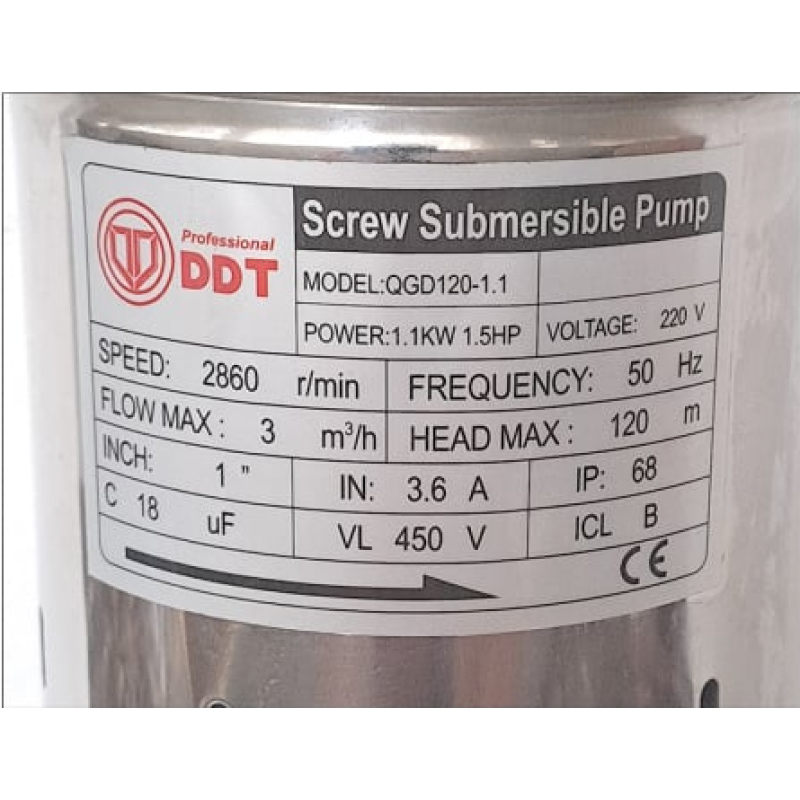 Professional
DDT
Screw Submersible Pump
MODEL:QGD120-1.1
POWER:1.1KW 1.5HP VOLTAGE: 220 V
SPEED: 2860 r/min FREQUENCY: 50 Hz
FLOW MAX : 3 m³/h HEAD MAX : 120 m
INCH: 1 " IN: 3.6 A IP: 68
C 18 uF VL 450 V ICL B
CE